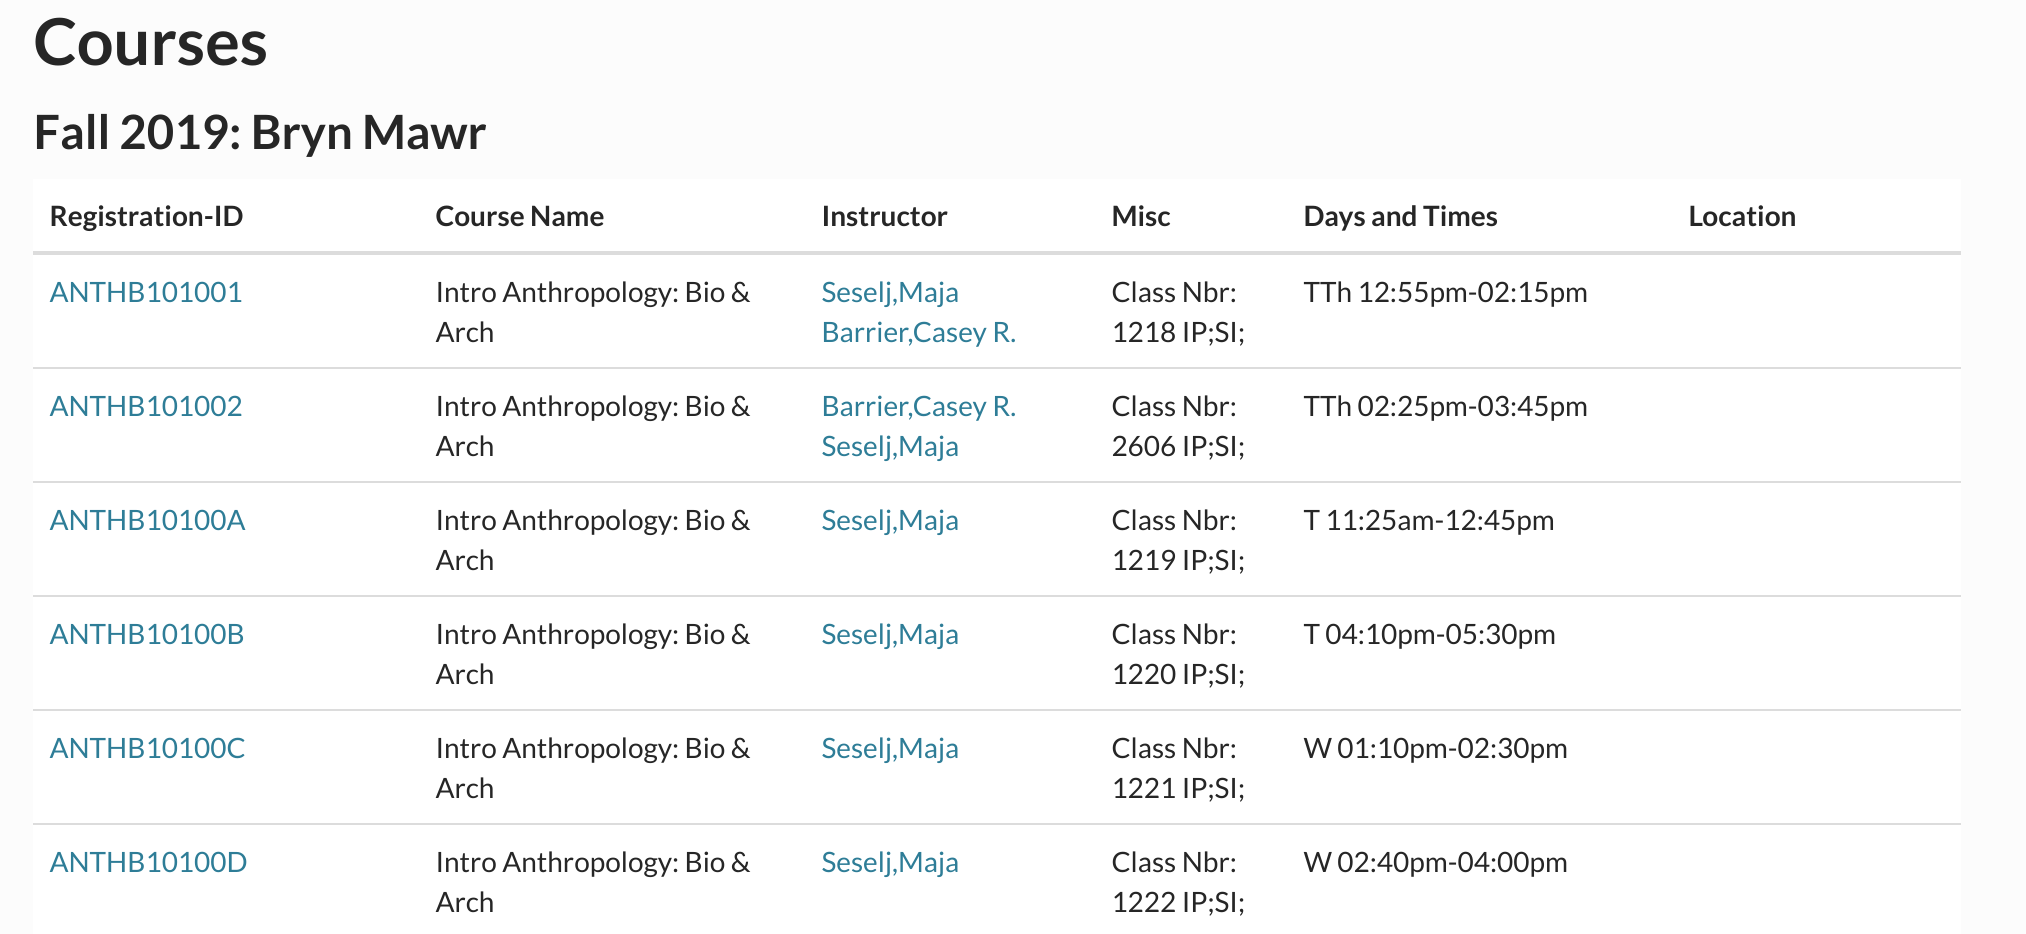 Courses
Fall 2019: Bryn Mawr
Registration-ID Course Name Instructor Misc Days and Times Location
ANTHB101001 Intro Anthropology: Bio & Seselj,Maja Class Nbr: TTh 12:55pm-02:15pm
Arch Barrier,Casey R. 1218 IP;SI;
ANTHB101002 Intro Anthropology: Bio & Barrier,Casey R. Class Nbr: TTh 02:25pm-03:45pm
Arch Seselj,Maja 2606 IP;SI;
ANTHB10100A Intro Anthropology: Bio & Seselj,Maja Class Nbr: T 11:25am-12:45pm
Arch 1219 IP;SI;
ANTHB10100B Intro Anthropology: Bio & Seselj,Maja Class Nbr: T 04:10pm-05:30pm
Arch 1220 IP;SI;
ANTHB10100C Intro Anthropology: Bio & Seselj,Maja Class Nbr: W 01:10pm-02:30pm
Arch 1221 IP;SI;
ANTHB10100D Intro Anthropology: Bio & Seselj,Maja Class Nbr: W 02:40pm-04:00pm
Arch 1222 IP;SI;